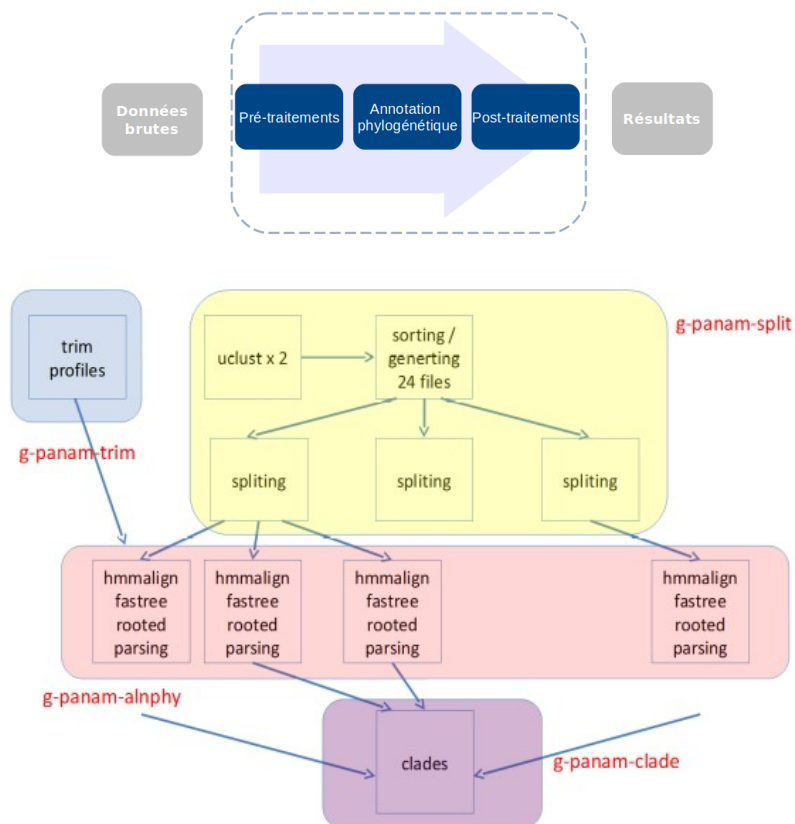 Données
brutes
Pré-traitements
Annotation
phylogénétique
Post-traitements
Résultats
g-panam-split
trim
profiles
uclust x 2
sorting /
generting
24 files
g-panam-trim
spliting
spliting
spliting
hmmalign
fastree
rooted
parsing
hmmalign
fastree
rooted
parsing
hmmalign
fastree
rooted
parsing
hmmalign
fastree
rooted
parsing
g-panam-alnphy
clades
g-panam-clade